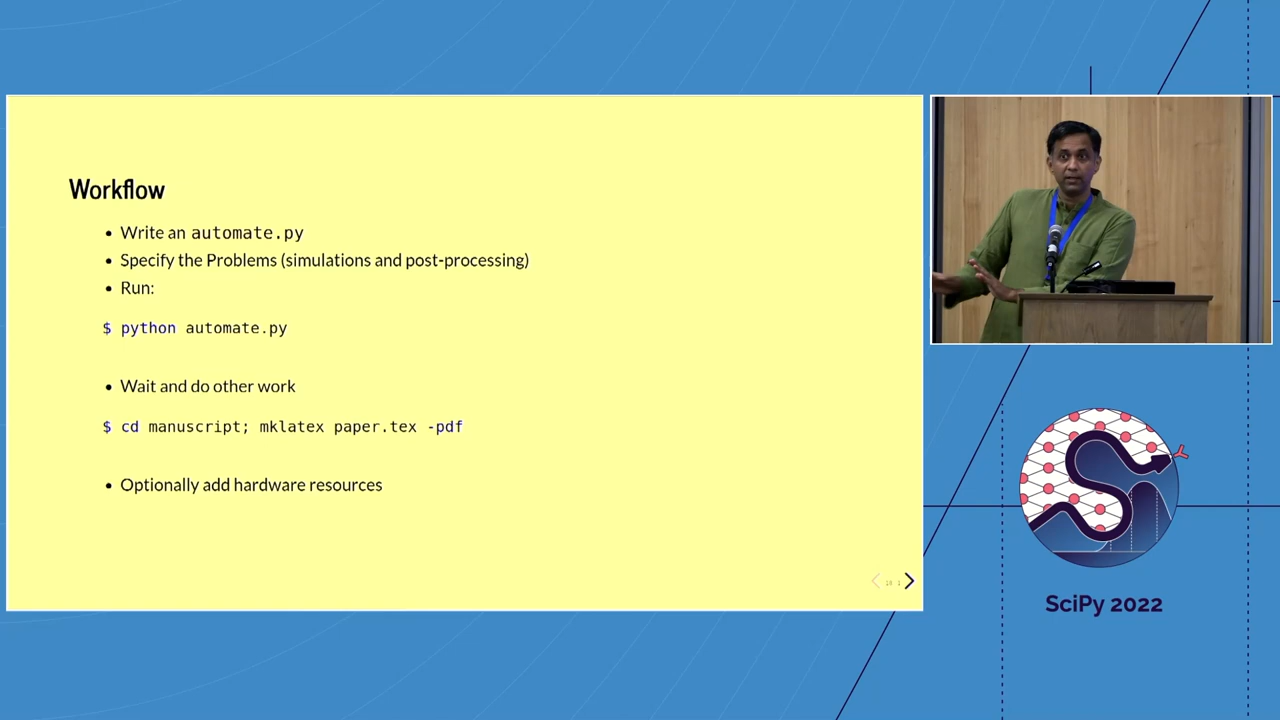 Workflow
• Write an automate.py
• Specify the Problems (simulations and post-processing)
• Run:
$ python automate.py
• Wait and do other work
$ cd manuscript; mklatex paper.tex -pdf
• Optionally add hardware resources
SciPy 2022